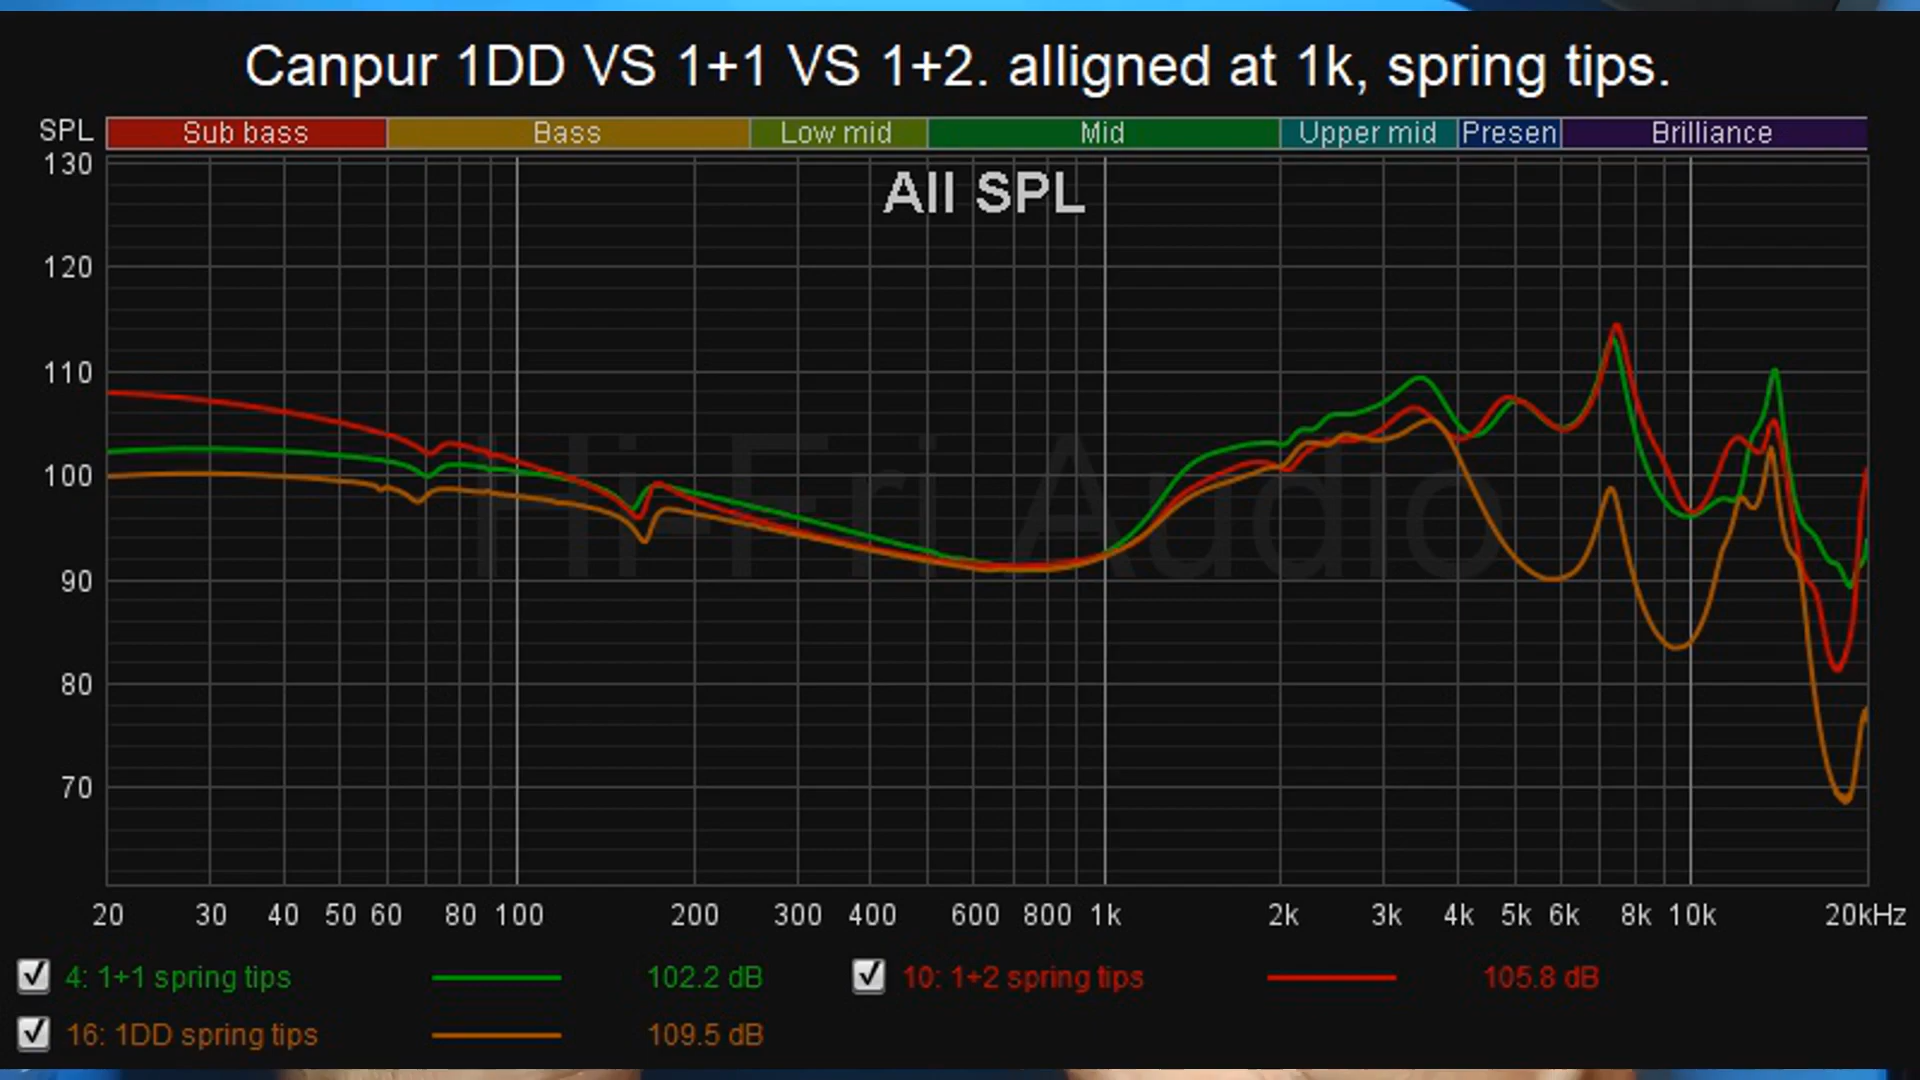 Canpur 1DD VS 1+1 VS 1+2. alligned at 1k, spring tips.
SPL Sub bass Bass Low mid Mid Upper mid Presen Brilliance
130
All SPL
120
110
100
Hi-Fri Audio
90
80
70
20 30 40 50 60 80 100 200 300 400 600 800 1k 2k 3k 4k 5k 6k 8k 10k 20kHz
4: 1+1 spring tips 102.2 dB 10: 1+2 spring tips 105.8 dB
16: 1DD spring tips 109.5 dB